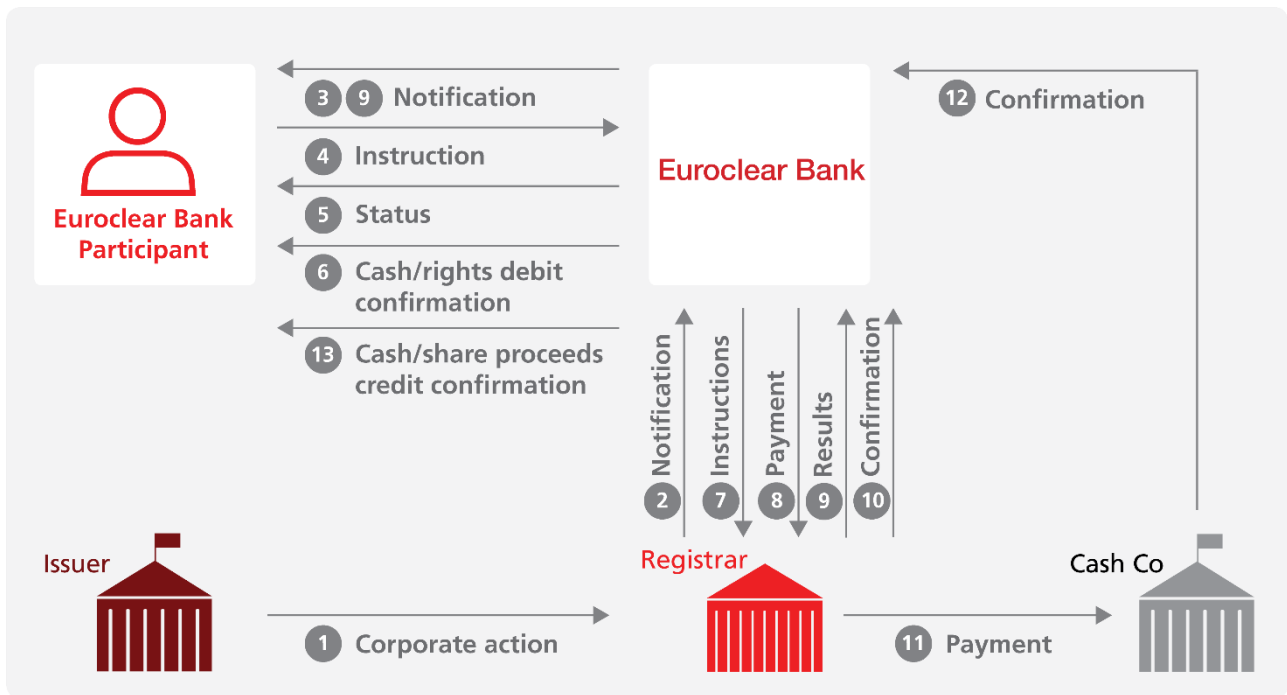 3 9 Notification
12 Confirmation
4 Instruction
Euroclear Bank
5 Status
Euroclear Bank
Participant
6 Cash/rights debit
confirmation
13 Cash/share proceeds
credit confirmation
2 Notification
7 Instructions
8 Payment
9 Results
10 Confirmation
Issuer
Registrar
Cash Co
1 Corporate action
11 Payment